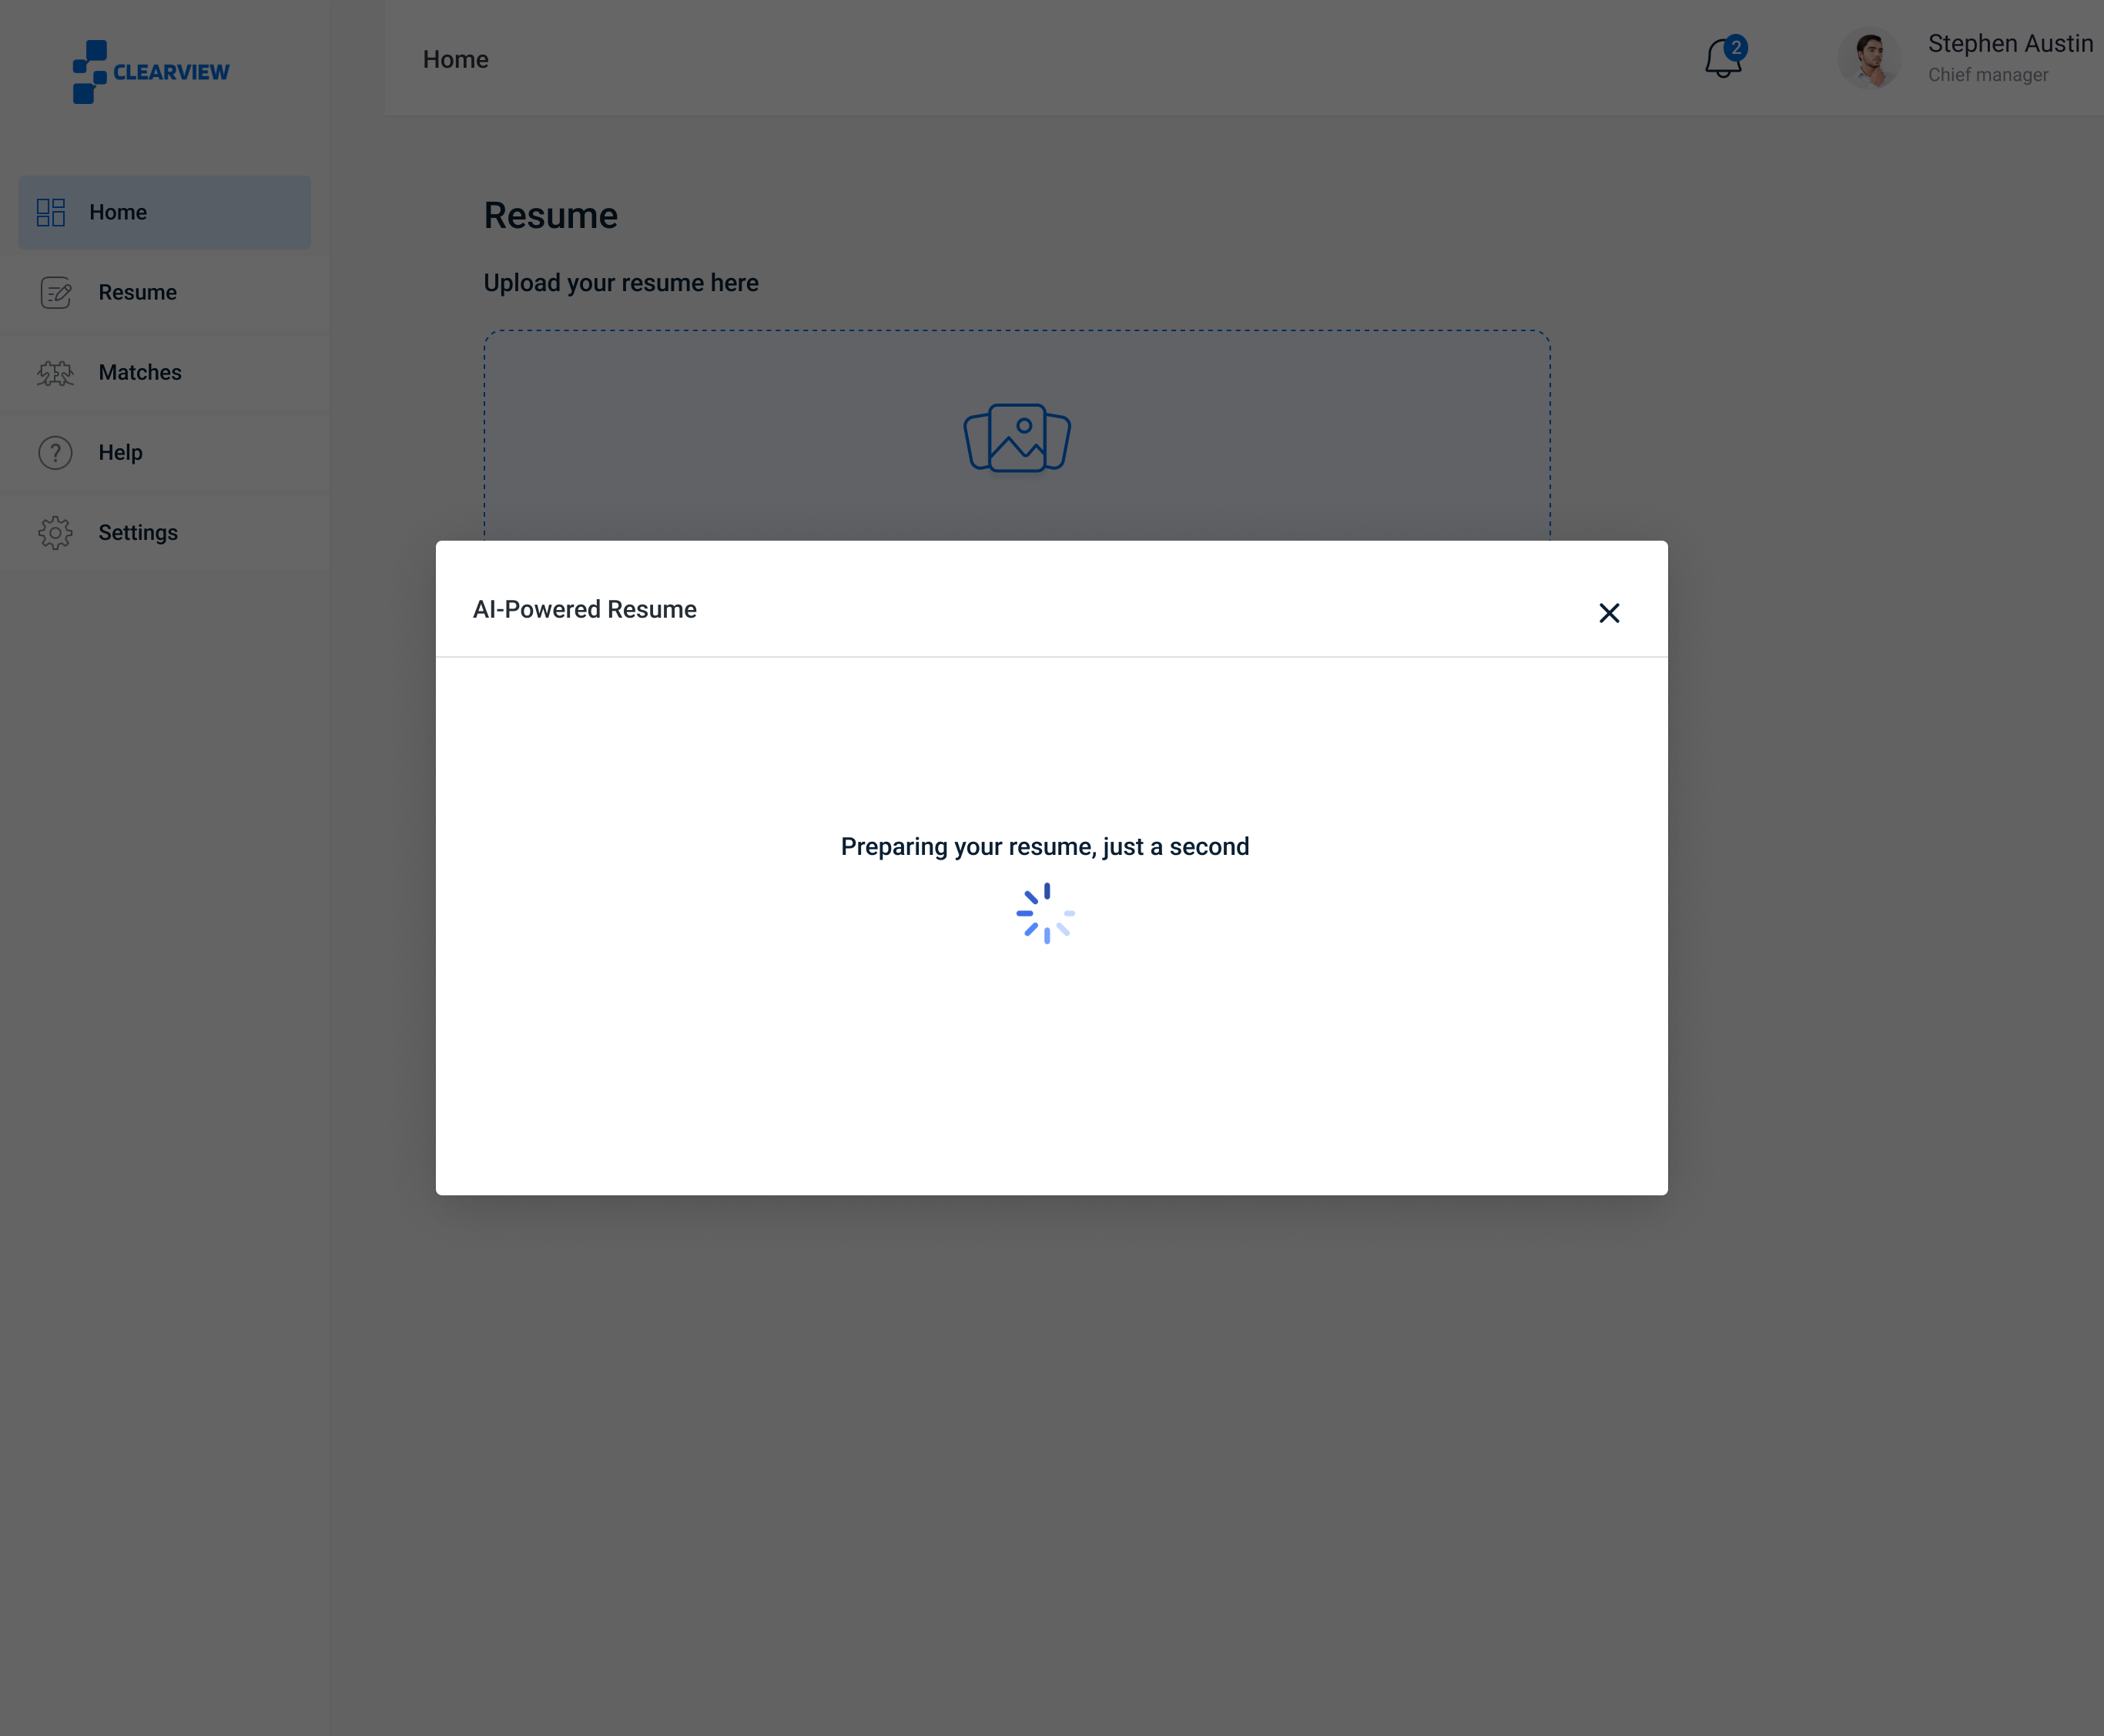 CLEARVIEW
Home
2
Stephen Austin
Chief manager
Home
Resume
Matches
?
Help
Settings
Resume
Upload your resume here
AI-Powered Resume
Preparing your resume, just a second